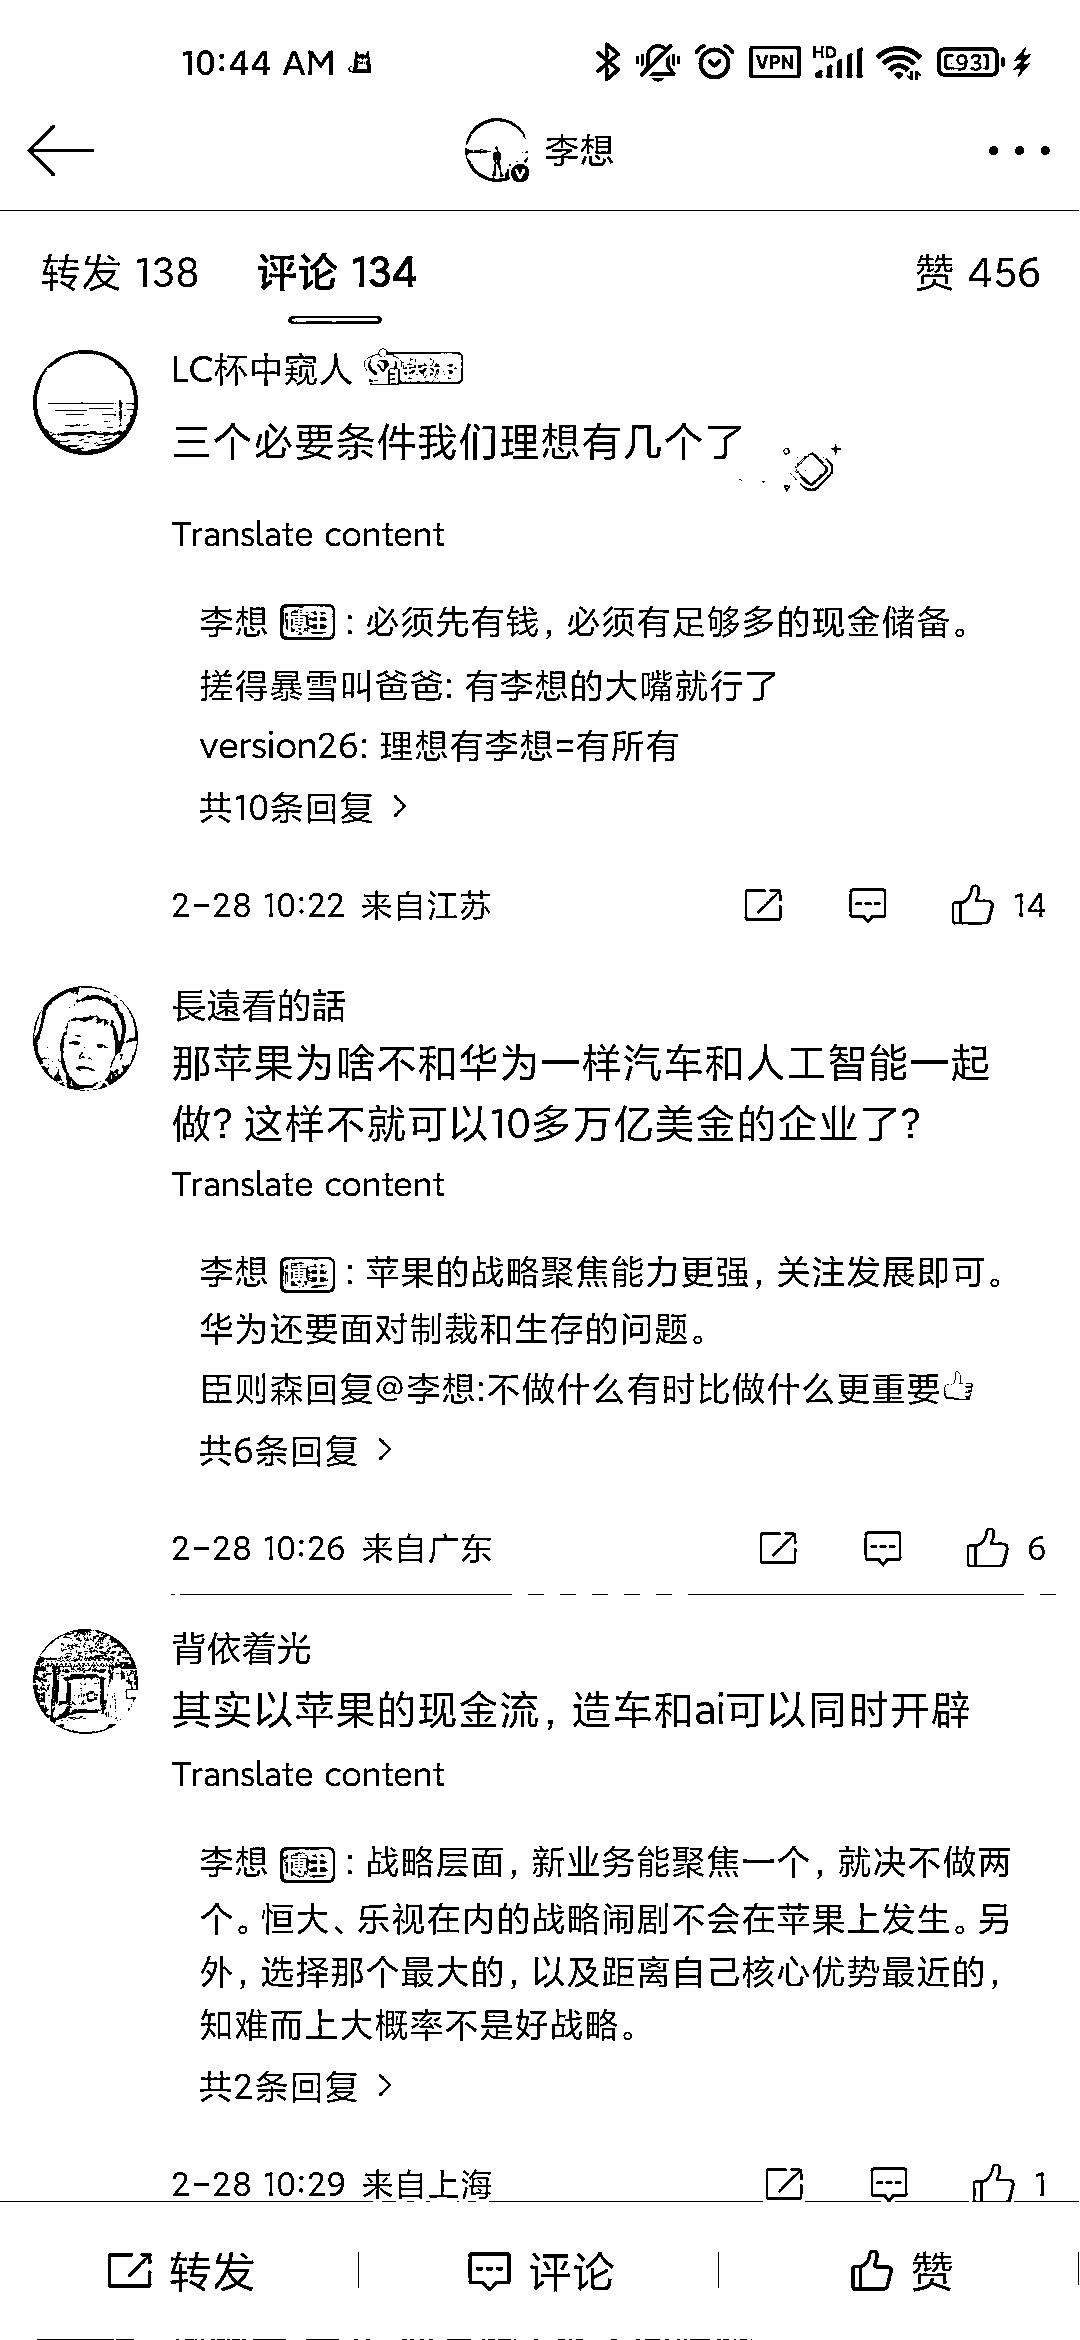 10:44 AM
VPN HD 93
李想
转发 138 评论 134 赞 456
LC杯中窥人
三个必要条件我们理想有几个了
Translate content
李想 博主 : 必须先有钱，必须有足够多的现金储备。
搓得暴雪叫爸爸: 有李想的大嘴就行了
version26: 理想有李想=有所有
共10条回复 >
2-28 10:22 来自江苏 14
長遠看的話
那苹果为啥不和华为一样汽车和人工智能一起
做? 这样不就可以10多万亿美金的企业了?
Translate content
李想 博主 : 苹果的战略聚焦能力更强，关注发展即可。
华为还要面对制裁和生存的问题。
臣则森回复@李想:不做什么有时比做什么更重要👍
共6条回复 >
2-28 10:26 来自广东 6
背依着光
其实以苹果的现金流，造车和ai可以同时开辟
Translate content
李想 博主 : 战略层面，新业务能聚焦一个，就决不做两
个。恒大、乐视在内的战略闹剧不会在苹果上发生。另
外，选择那个最大的，以及距离自己核心优势最近的，
知难而上大概率不是好战略。
共2条回复 >
2-28 10:29 来自上海 1
转发 评论 赞